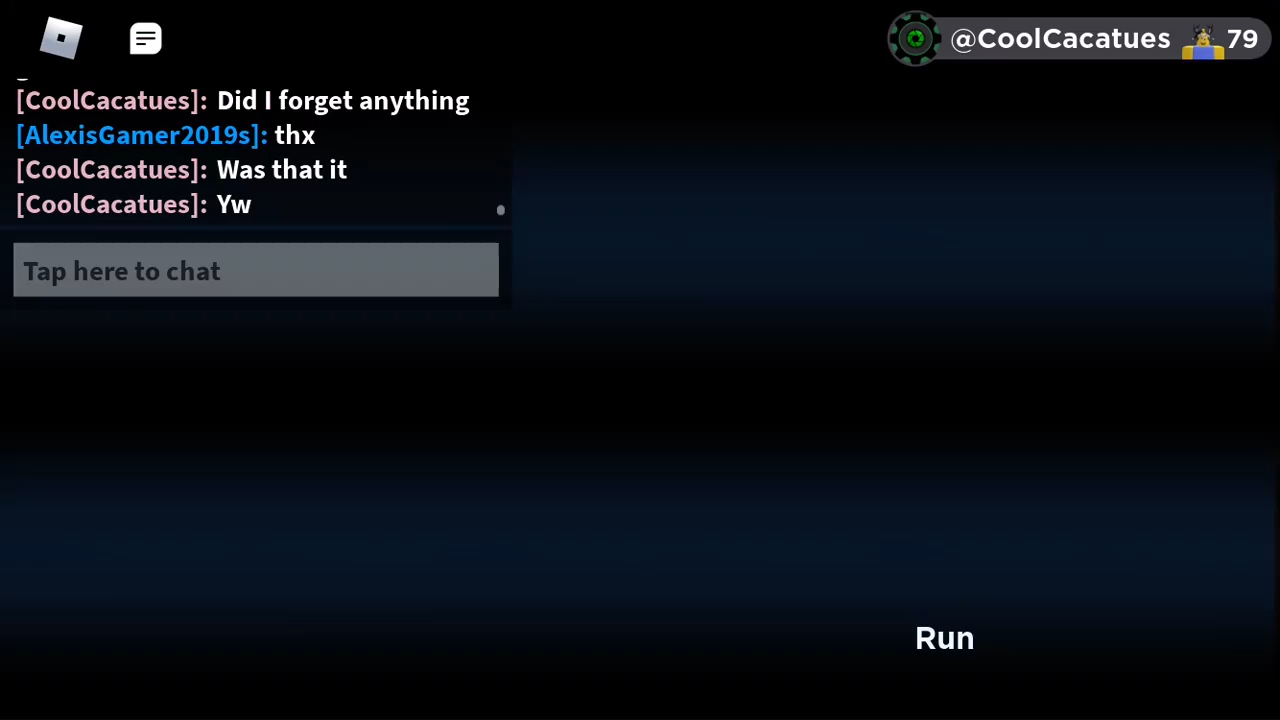 @CoolCacatues 79
[CoolCacatues]: Did I forget anything
[AlexisGamer2019s]: thx
[CoolCacatues]: Was that it
[CoolCacatues]: Yw
Tap here to chat
Run